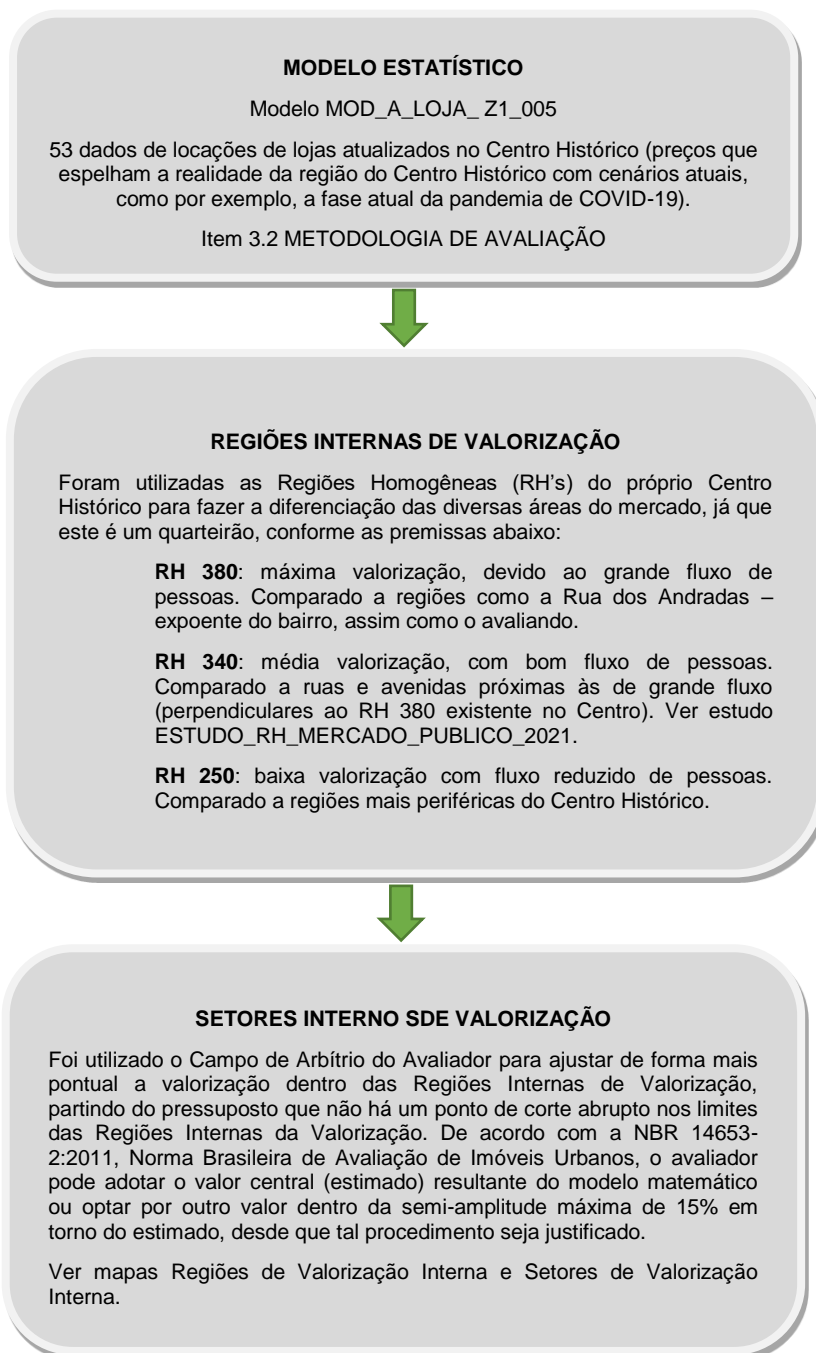 MODELO ESTATÍSTICO
Modelo MOD_A_LOJA_ Z1_005
53 dados de locações de lojas atualizados no Centro Histórico (preços que
espelham a realidade da região do Centro Histórico com cenários atuais,
como por exemplo, a fase atual da pandemia de COVID-19).
Item 3.2 METODOLOGIA DE AVALIAÇÃO
REGIÕES INTERNAS DE VALORIZAÇÃO
Foram utilizadas as Regiões Homogêneas (RH's) do próprio Centro
Histórico para fazer a diferenciação das diversas áreas do mercado, já que
este é um quarteirão, conforme as premissas abaixo:
RH 380: máxima valorização, devido ao grande fluxo de
pessoas. Comparado a regiões como a Rua dos Andradas –
expoente do bairro, assim como o avaliando.
RH 340: média valorização, com bom fluxo de pessoas.
Comparado a ruas e avenidas próximas às de grande fluxo
(perpendiculares ao RH 380 existente no Centro). Ver estudo
ESTUDO_RH_MERCADO_PUBLICO_2021.
RH 250: baixa valorização com fluxo reduzido de pessoas.
Comparado a regiões mais periféricas do Centro Histórico.
SETORES INTERNO SDE VALORIZAÇÃO
Foi utilizado o Campo de Arbítrio do Avaliador para ajustar de forma mais
pontual a valorização dentro das Regiões Internas de Valorização,
partindo do pressuposto que não há um ponto de corte abrupto nos limites
das Regiões Internas da Valorização. De acordo com a NBR 14653-
2:2011, Norma Brasileira de Avaliação de Imóveis Urbanos, o avaliador
pode adotar o valor central (estimado) resultante do modelo matemático
ou optar por outro valor dentro da semi-amplitude máxima de 15% em
torno do estimado, desde que tal procedimento seja justificado.
Ver mapas Regiões de Valorização Interna e Setores de Valorização
Interna.